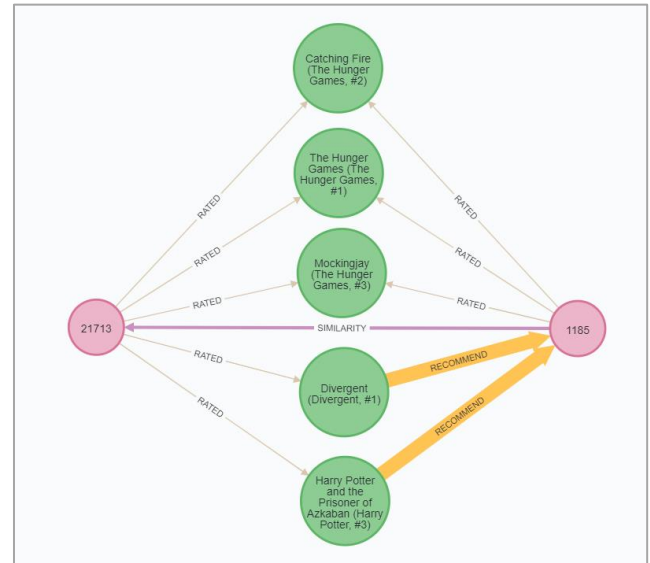 Catching Fire
(The Hunger
Games, #2)
RATED
RATED
The Hunger
Games (The
Hunger Games,
#1)
RATED
RATED
Mockingjay
(The Hunger
Games, #3)
RATED
RATED
21713
SIMILARITY
1185
RATED
Divergent
(Divergent, #1)
RECOMMEND
RATED
RECOMMEND
Harry Potter
and the
Prisoner of
Azkaban (Harry
Potter, #3)